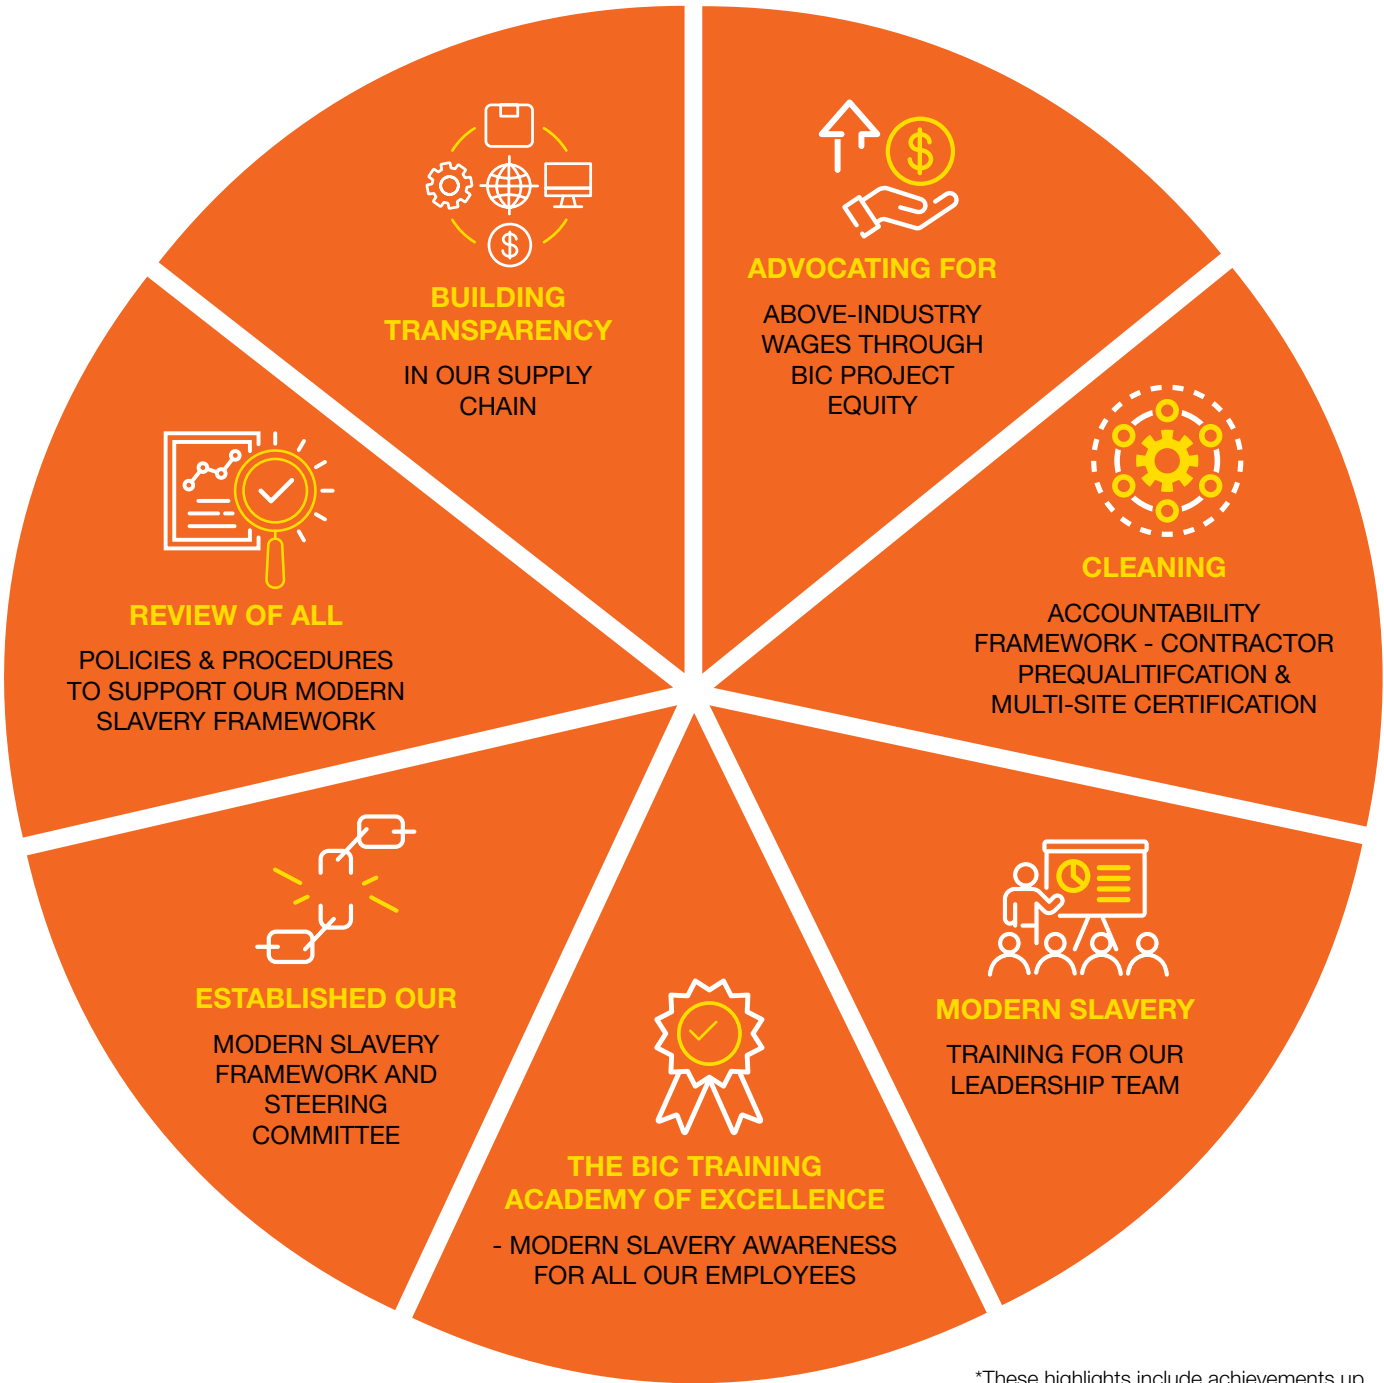 BUILDING
TRANSPARENCY
IN OUR SUPPLY
CHAIN
ADVOCATING FOR
ABOVE-INDUSTRY
WAGES THROUGH
BIC PROJECT
EQUITY
CLEANING
ACCOUNTABILITY
FRAMEWORK - CONTRACTOR
PREQUALITIFCATION &
MULTI-SITE CERTIFICATION
MODERN SLAVERY
TRAINING FOR OUR
LEADERSHIP TEAM
THE BIC TRAINING
ACADEMY OF EXCELLENCE
- MODERN SLAVERY AWARENESS
FOR ALL OUR EMPLOYEES
ESTABLISHED OUR
MODERN SLAVERY
FRAMEWORK AND
STEERING
COMMITTEE
REVIEW OF ALL
POLICIES & PROCEDURES
TO SUPPORT OUR MODERN
SLAVERY FRAMEWORK
*These highlights include achievements up